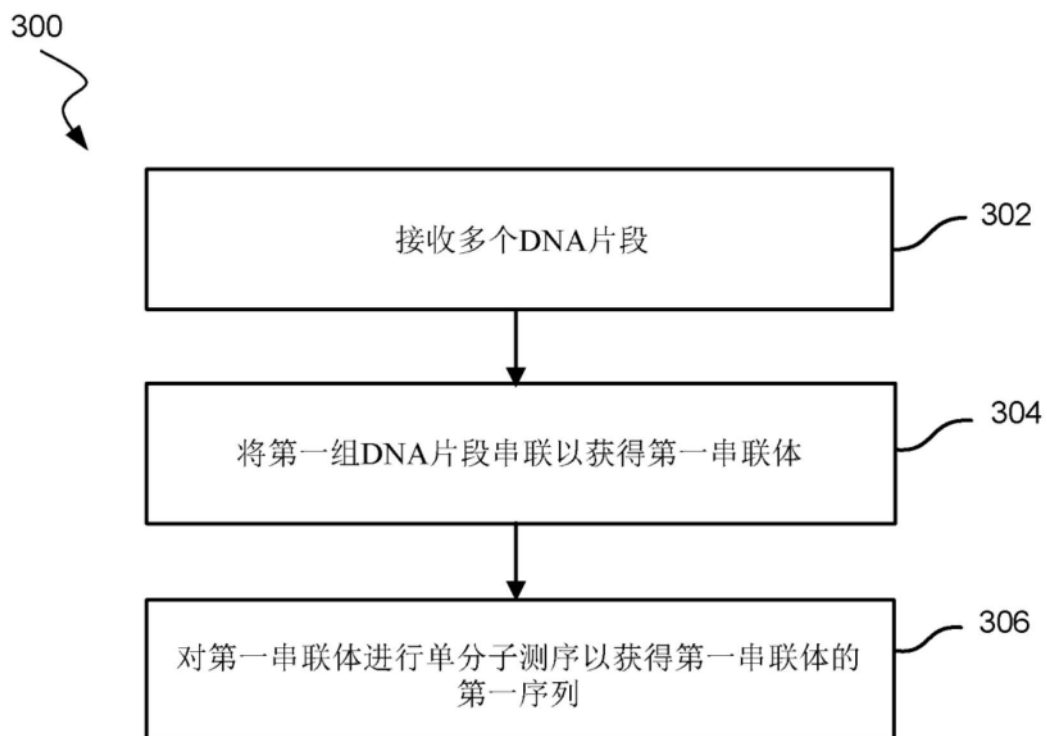 300
接收多个DNA片段
302
将第一组DNA片段串联以获得第一串联体
304
对第一串联体进行单分子测序以获得第一串联体的
第一序列
306